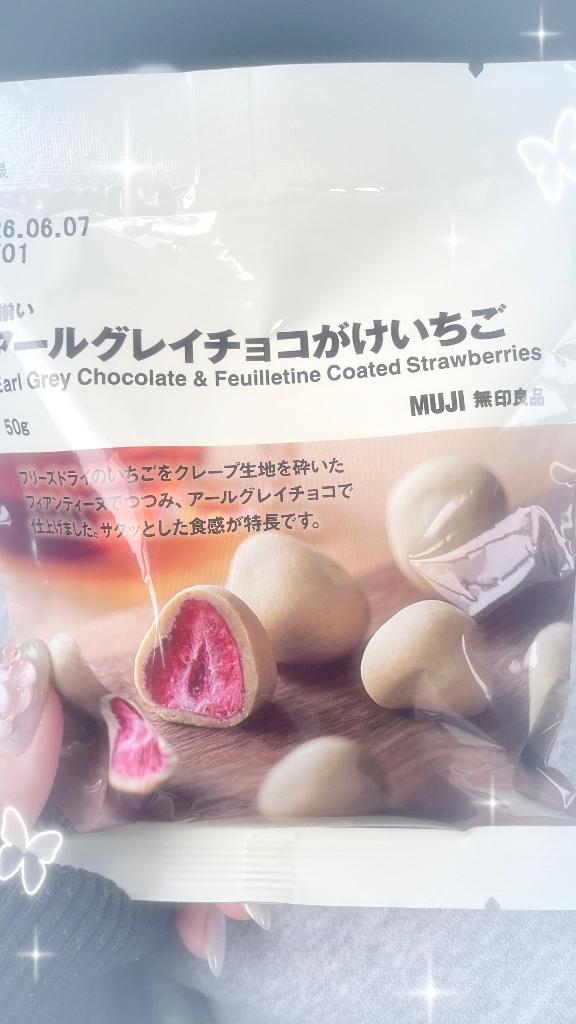 26.06.07
/01
揃い
アールグレイチョコがけいちご
Earl Grey Chocolate & Feuilletine Coated Strawberries
50g
MUJI 無印良品
フリーズドライのいちごをクレープ生地を砕いた
フィアンティーヌでつつみ、アールグレイチョコで
仕上げました。サクッとした食感が特長です。